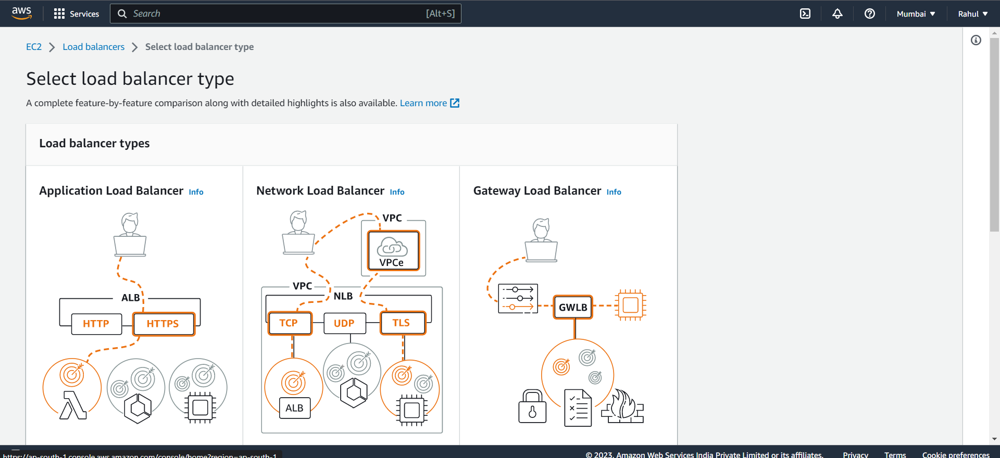 aws
Services
Search
[Alt+S]
Mumbai ▼
Rahul ▼
EC2 > Load balancers > Select load balancer type
Select load balancer type
A complete feature-by-feature comparison along with detailed highlights is also available. Learn more
Load balancer types
Application Load Balancer Info
ALB
HTTP
HTTPS
Network Load Balancer Info
VPC
VPCe
VPC
NLB
TCP
UDP
TLS
ALB
Gateway Load Balancer Info
GWLB
https://ap-south-1.console.aws.amazon.com/console/home?region=ap-south-1
© 2023, Amazon Web Services India Private Limited or its affiliates.
Privacy
Terms
Cookie preferences